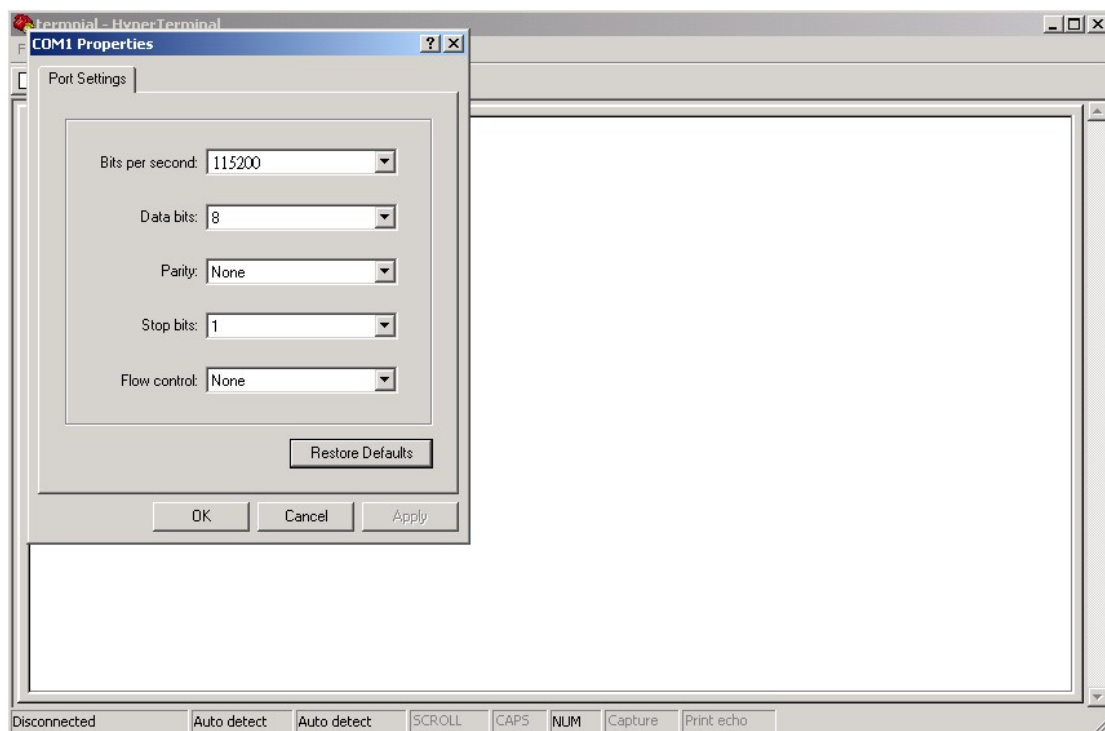 termnial - HyperTerminal
F
COM1 Properties
Port Settings
Bits per second: 115200
Data bits: 8
Parity: None
Stop bits: 1
Flow control: None
Restore Defaults
OK Cancel Apply
Disconnected Auto detect Auto detect SCROLL CAPS NUM Capture Print echo